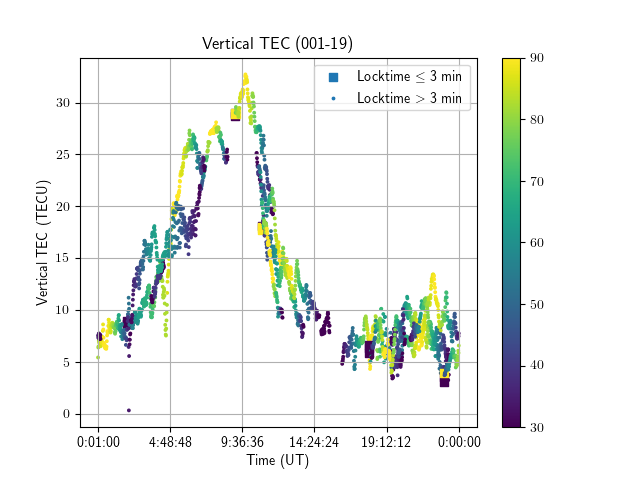 Vertical TEC (001-19)
Locktime ≤ 3 min
Locktime > 3 min
Vertical TEC (TECU)
30
25
20
15
10
5
0
0:01:00 4:48:48 9:36:36 14:24:24 19:12:12 0:00:00
Time (UT)
90
80
70
60
50
40
30